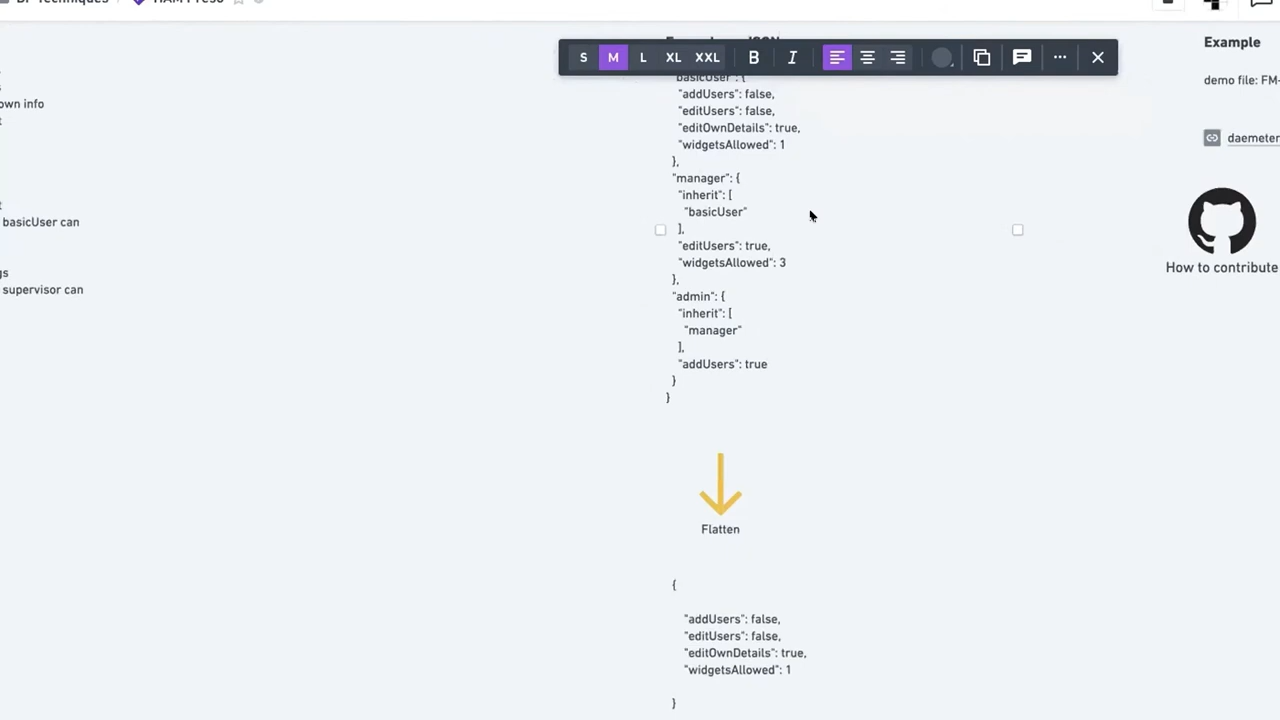 Example
S M L XL XXL B I
demo file: FM-
own info
basicUser": {
"addUsers": false,
"editUsers": false,
"editOwnDetails": true,
"widgetsAllowed": 1
},
"manager": {
"inherit": [
"basicUser"
],
"editUsers": true,
"widgetsAllowed": 3
},
"admin": {
"inherit": [
"manager"
],
"addUsers": true
}
}
basicUser can
supervisor can
daemeter
How to contribute
Flatten
{
"addUsers": false,
"editUsers": false,
"editOwnDetails": true,
"widgetsAllowed": 1
}